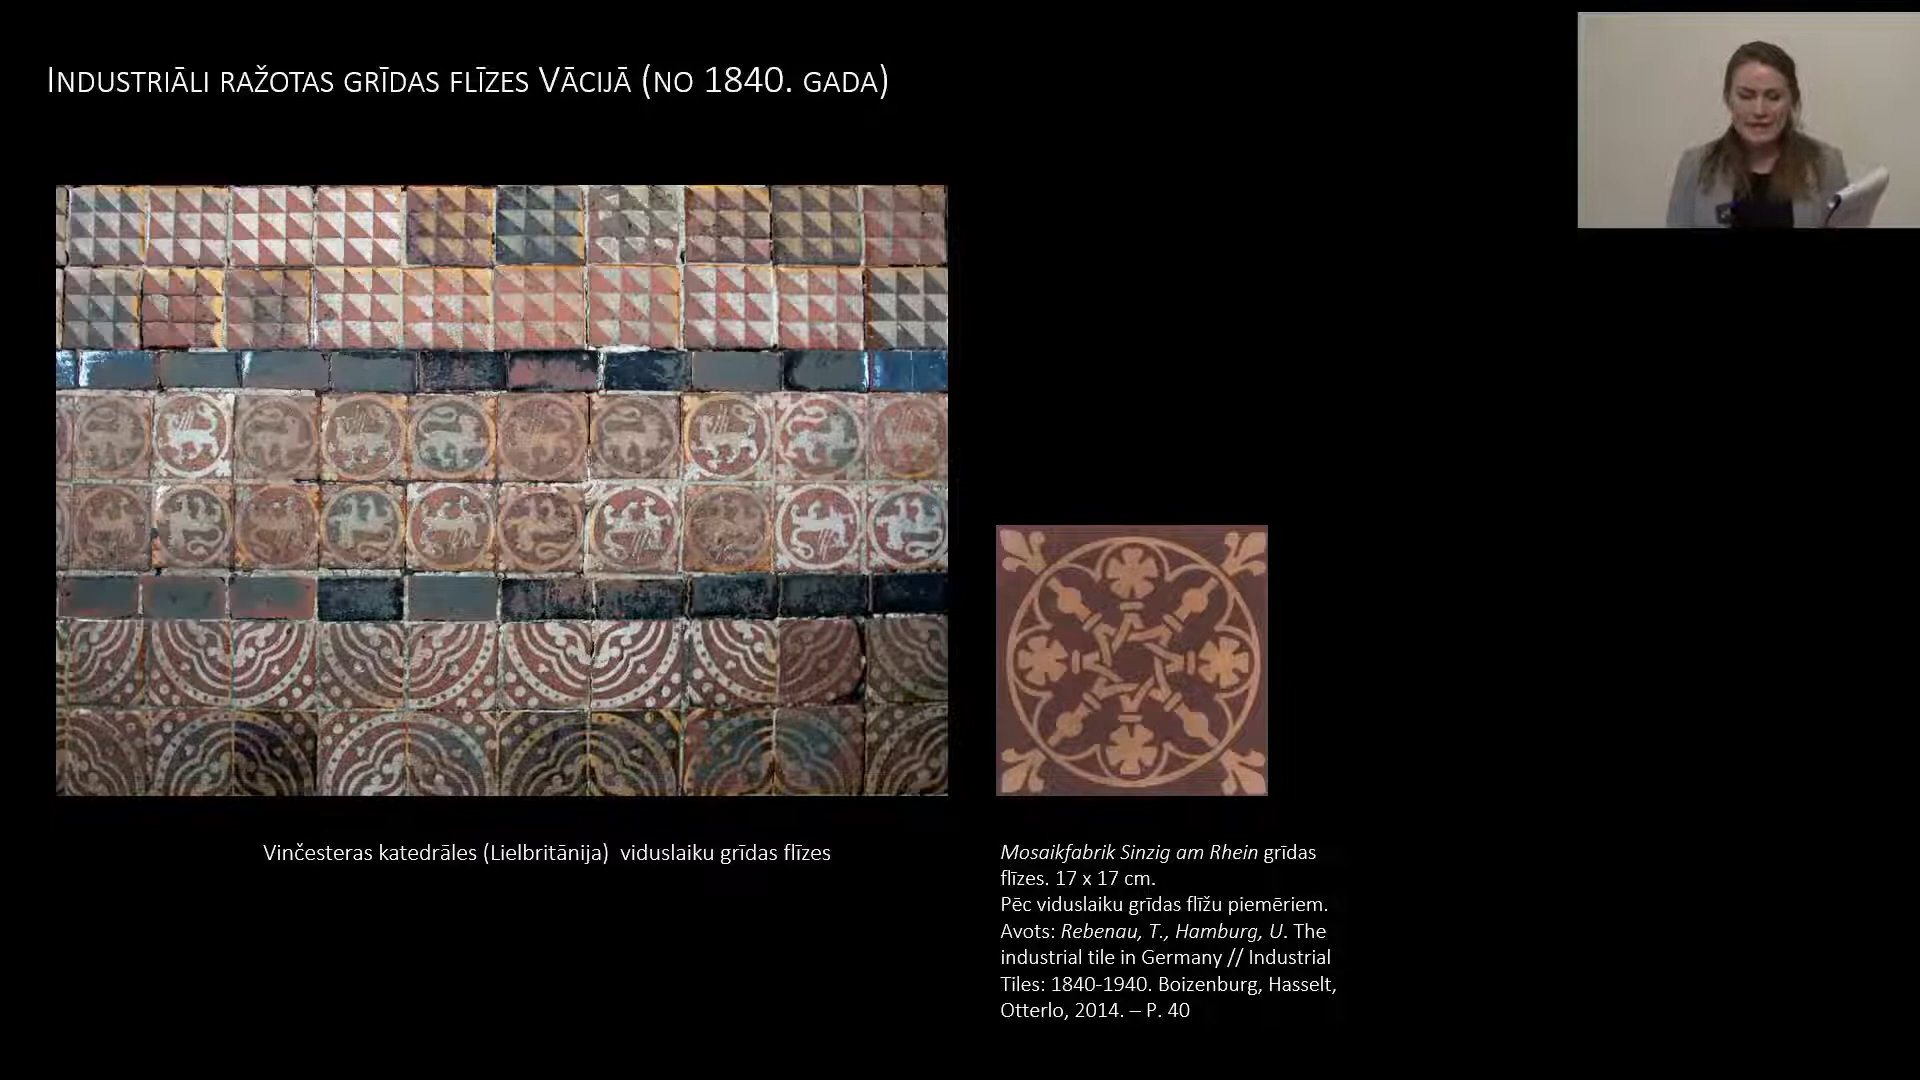 Industriāli ražotas grīdas flīzes Vācijā (no 1840. gada)
Vinčesteras katedrāles (Lielbritānija) viduslaiku grīdas flīzes
Mosaikfabrik Sinzig am Rhein grīdas
flīzes. 17 x 17 cm.
Pēc viduslaiku grīdas flīžu piemēriem.
Avots: Rebenau, T., Hamburg, U. The
industrial tile in Germany // Industrial
Tiles: 1840-1940. Boizenburg, Hasselt,
Otterlo, 2014. – P. 40